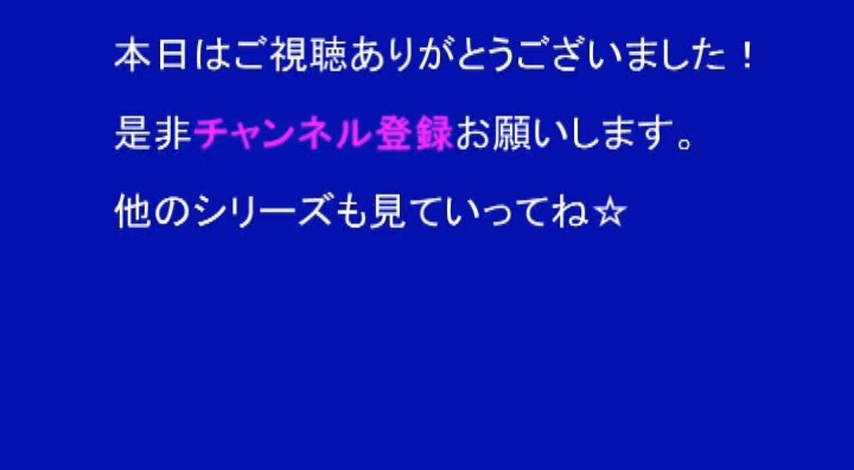 本日はご視聴ありがとうございました！
是非チャンネル登録お願いします。
他のシリーズも見ていってね☆